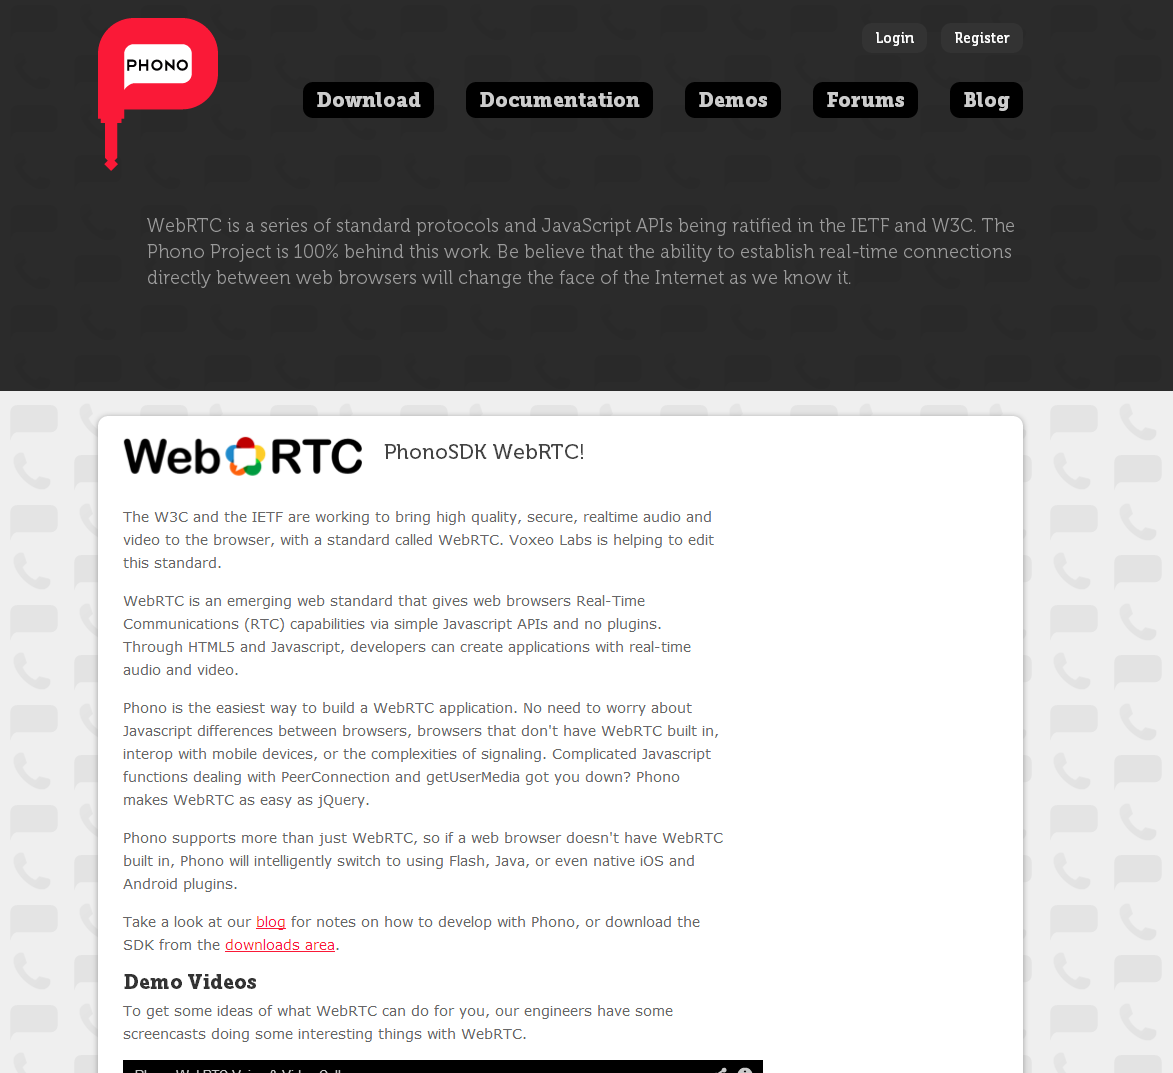 PHONO
Login
Register
Download
Documentation
Demos
Forums
Blog
WebRTC is a series of standard protocols and JavaScript APIs being ratified in the IETF and W3C. The
Phono Project is 100% behind this work. Be believe that the ability to establish real-time connections
directly between web browsers will change the face of the Internet as we know it.
Web RTC
PhonoSDK WebRTC!
The W3C and the IETF are working to bring high quality, secure, realtime audio and
video to the browser, with a standard called WebRTC. Voxeo Labs is helping to edit
this standard.
WebRTC is an emerging web standard that gives web browsers Real-Time
Communications (RTC) capabilities via simple Javascript APIs and no plugins.
Through HTML5 and Javascript, developers can create applications with real-time
audio and video.
Phono is the easiest way to build a WebRTC application. No need to worry about
Javascript differences between browsers, browsers that don't have WebRTC built in,
interop with mobile devices, or the complexities of signaling. Complicated Javascript
functions dealing with PeerConnection and getUserMedia got you down? Phono
makes WebRTC as easy as jQuery.
Phono supports more than just WebRTC, so if a web browser doesn't have WebRTC
built in, Phono will intelligently switch to using Flash, Java, or even native iOS and
Android plugins.
Take a look at our blog for notes on how to develop with Phono, or download the
SDK from the downloads area.
Demo Videos
To get some ideas of what WebRTC can do for you, our engineers have some
screencasts doing some interesting things with WebRTC.